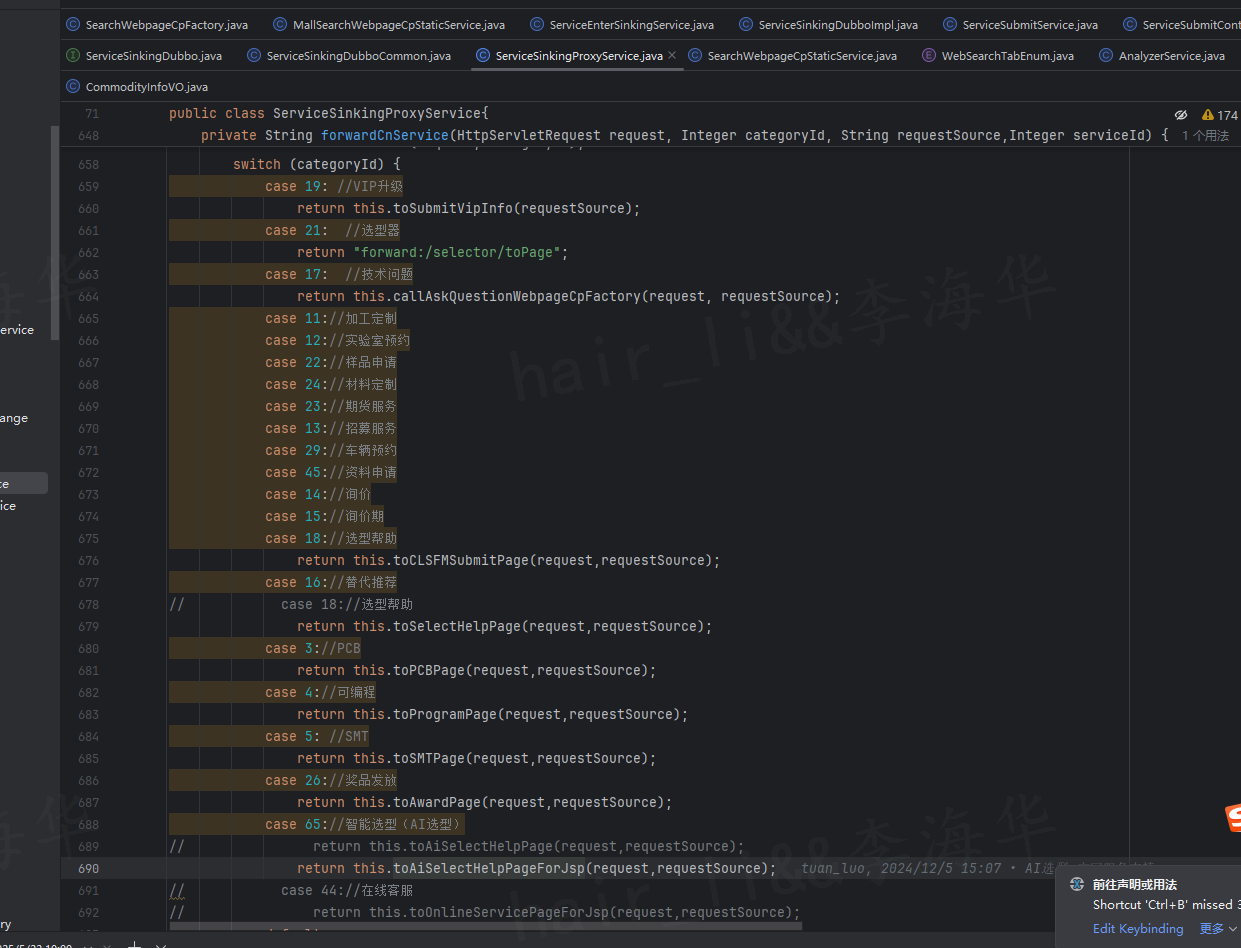 SearchWebpageCpFactory.java MallSearchWebpageCpStaticService.java ServiceEnterSinkingService.java ServiceSinkingDubboImpl.java ServiceSubmitService.java ServiceSubmitCont
ServiceSinkingDubbo.java ServiceSinkingDubboCommon.java ServiceSinkingProxyService.java SearchWebpageCpStaticService.java WebSearchTabEnum.java AnalyzerService.java
CommodityInfoVO.java
71 public class ServiceSinkingProxyService{ 174
648 private String forwardCnService(HttpServletRequest request, Integer categoryId, String requestSource,Integer serviceId) { 1 个用法
658 switch (categoryId) {
659 case 19: //VIP升级
660 return this.toSubmitVipInfo(requestSource);
661 case 21: //选型器
662 return "forward:/selector/toPage";
663 case 17: //技术问题
664 return this.callAskQuestionWebpageCpFactory(request, requestSource);
665 case 11://加工定制
666 case 12://实验室预约
667 case 22://样品申请
668 case 24://材料定制
669 case 23://期货服务
670 case 13://招募服务
671 case 29://车辆预约
672 case 45://资料申请
673 case 14://询价
674 case 15://询价期
675 case 18://选型帮助
676 return this.toCLSFMSubmitPage(request,requestSource);
677 case 16://替代推荐
678 // case 18://选型帮助
679 return this.toSelectHelpPage(request,requestSource);
680 case 3://PCB
681 return this.toPCBPage(request,requestSource);
682 case 4://可编程
683 return this.toProgramPage(request,requestSource);
684 case 5: //SMT
685 return this.toSMTPage(request,requestSource);
686 case 26://奖品发放
687 return this.toAwardPage(request,requestSource);
688 case 65://智能选型（AI选型）
689 // return this.toAiSelectHelpPage(request,requestSource);
690 return this.toAiSelectHelpPageForJsp(request,requestSource); tuan_luo, 2024/12/5 15:07 · AI选
691 // case 44://在线客服
692 // return this.toOnlineServicePageForJsp(request,requestSource);
ervice
ange
ce
ice
ry
前往声明或用法
Shortcut 'Ctrl+B' missed 3
Edit Keybinding 更多
hair_li&&李海华
海华
hair_li&&李海华
海华